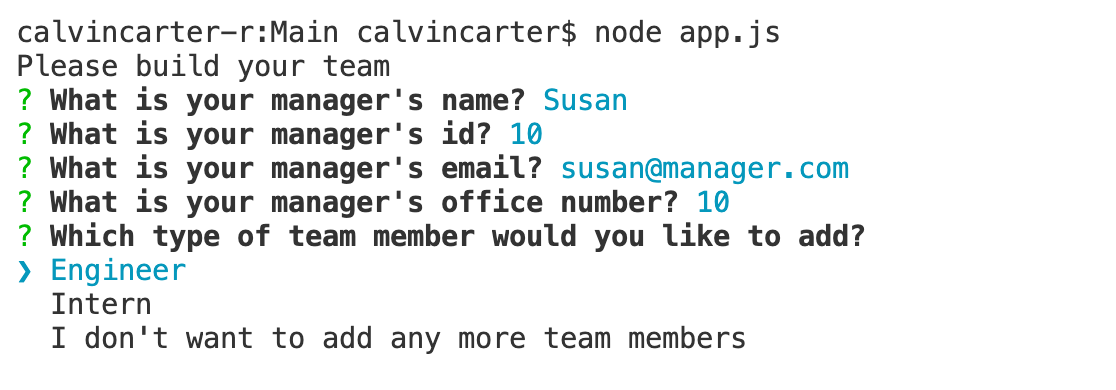 calvincarter-r:Main calvincarter$ node app.js
Please build your team
? What is your manager's name? Susan
? What is your manager's id? 10
? What is your manager's email? susan@manager.com
? What is your manager's office number? 10
? Which type of team member would you like to add?
❯ Engineer
  Intern
  I don't want to add any more team members